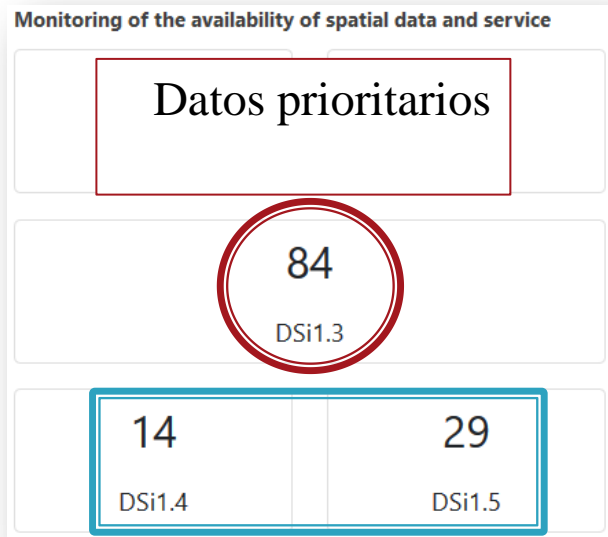 Monitoring of the availability of spatial data and service
Datos prioritarios
84
DSi1.3
14
29
DSi1.4
DSi1.5